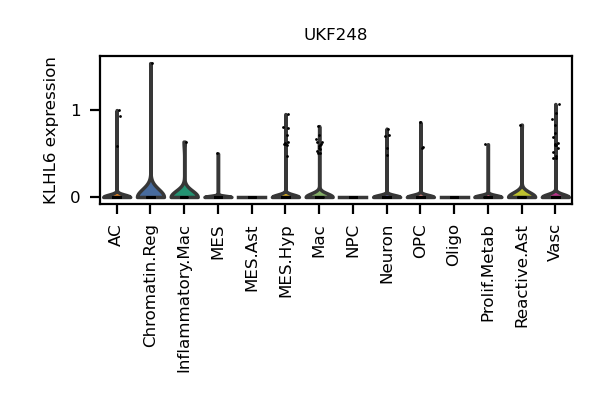 UKF248
KLHL6 expression
1
0
AC
Chromatin.Reg
Inflammatory.Mac
MES
MES.Ast
MES.Hyp
Mac
NPC
Neuron
OPC
Oligo
Prolif.Metab
Reactive.Ast
Vasc